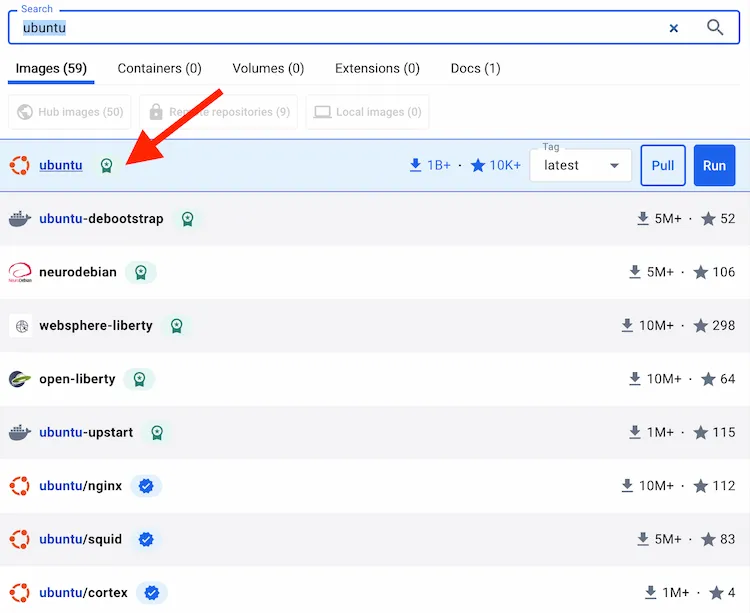 Search
ubuntu
Images (59) Containers (0) Volumes (0) Extensions (0) Docs (1)
Hub images (50) Remote repositories (9) Local images (0)
Tag
ubuntu 1B+ · 10K+ latest Pull Run
ubuntu-debootstrap 5M+ · 52
neurodebian 5M+ · 106
websphere-liberty 10M+ · 298
open-liberty 10M+ · 64
ubuntu-upstart 1M+ · 115
ubuntu/nginx 10M+ · 112
ubuntu/squid 5M+ · 83
ubuntu/cortex 1M+ · 4